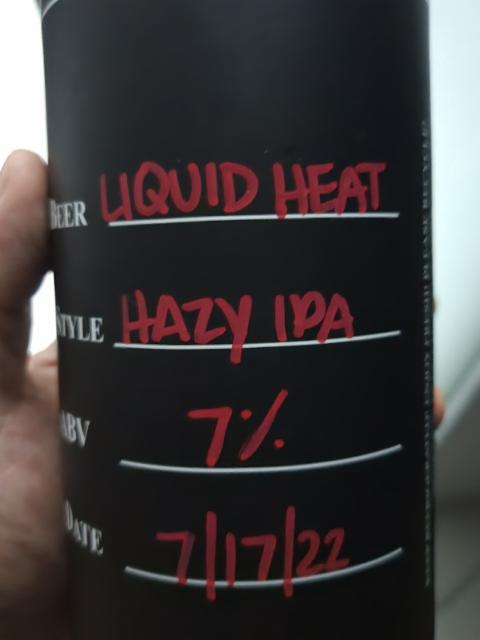 BEER LIQUID HEAT
STYLE HAZY IPA
ABV 7%
DATE 7/17/22